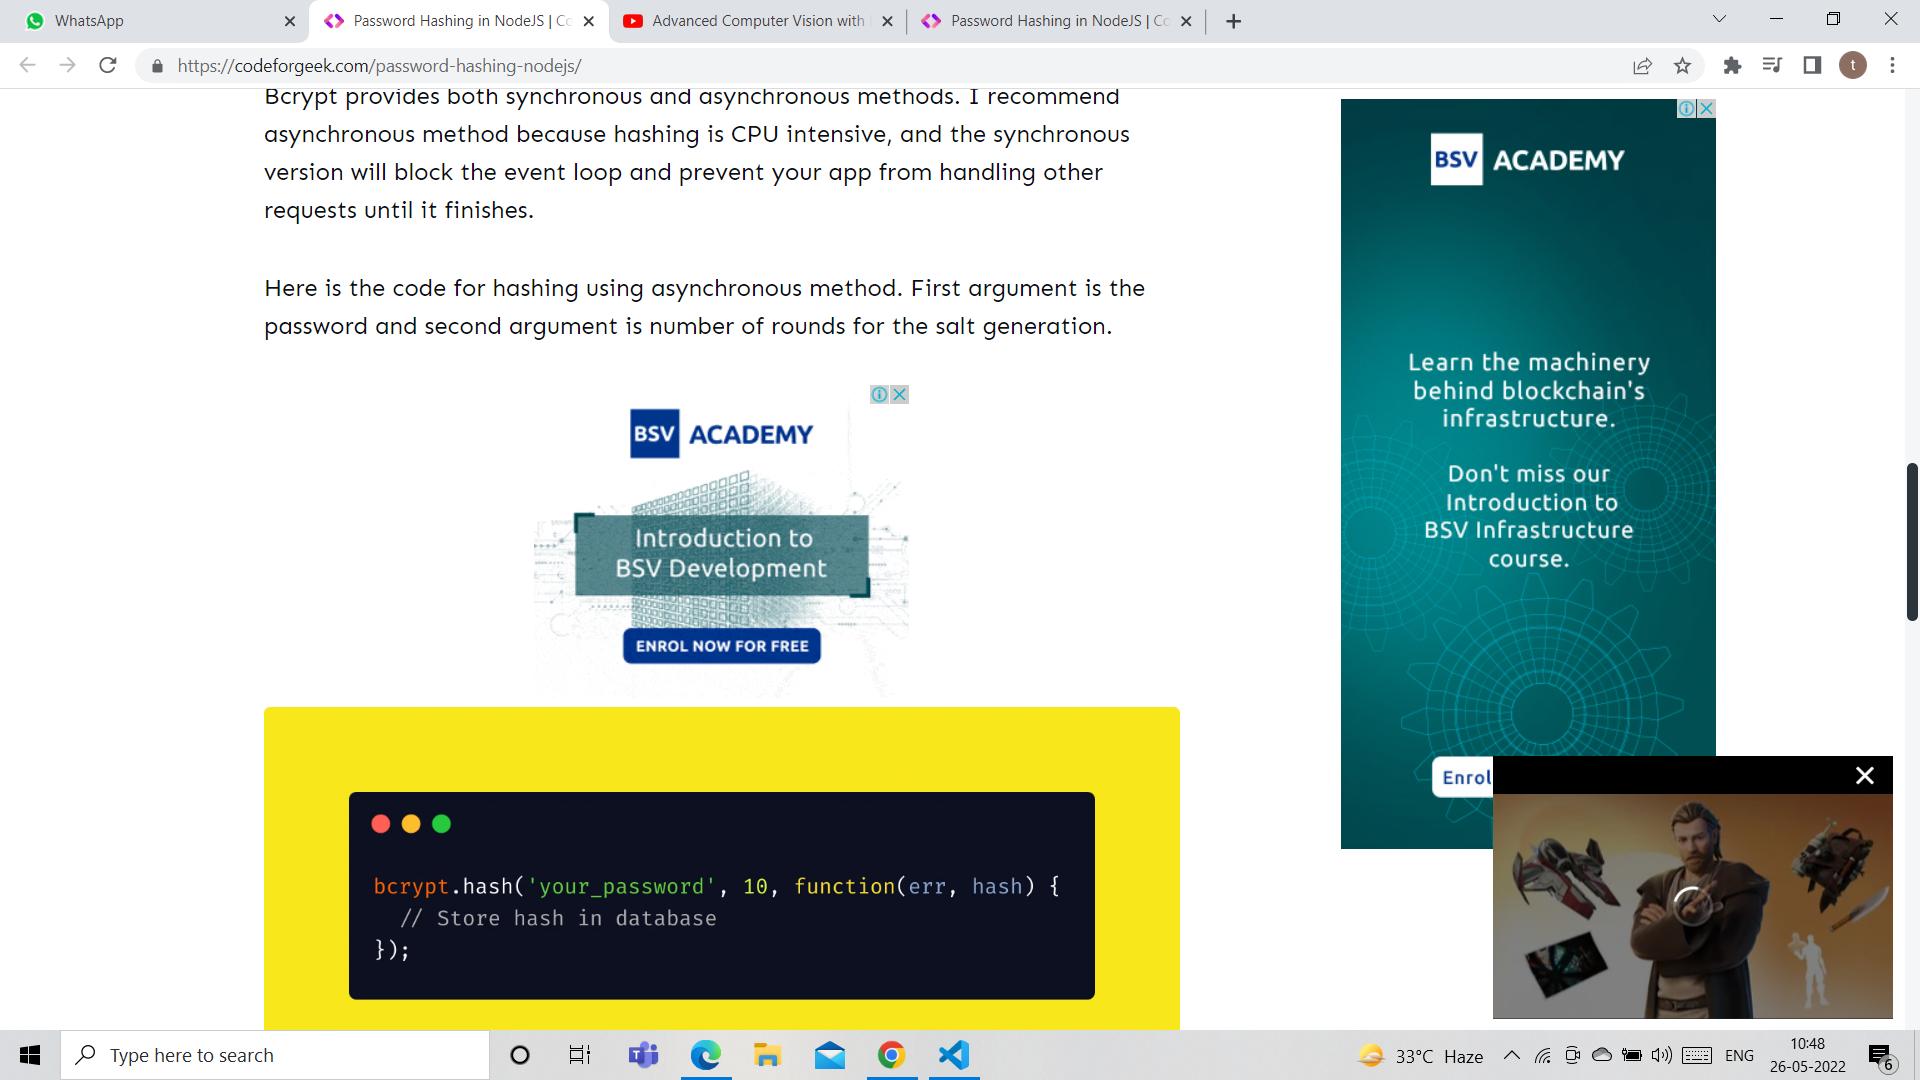 WhatsApp
Password Hashing in NodeJS | Co
Advanced Computer Vision with
Password Hashing in NodeJS | Co
https://codeforgeek.com/password-hashing-nodejs/
t
Bcrypt provides both synchronous and asynchronous methods. I recommend
asynchronous method because hashing is CPU intensive, and the synchronous
version will block the event loop and prevent your app from handling other
requests until it finishes.
Here is the code for hashing using asynchronous method. First argument is the
password and second argument is number of rounds for the salt generation.
BSV ACADEMY
Introduction to
BSV Development
ENROL NOW FOR FREE
bcrypt.hash('your_password', 10, function(err, hash) {
// Store hash in database
});
BSV ACADEMY
Learn the machinery
behind blockchain's
infrastructure.
Don't miss our
Introduction to
BSV Infrastructure
course.
Enrol
Type here to search
33°C Haze
ENG
10:48
26-05-2022
6